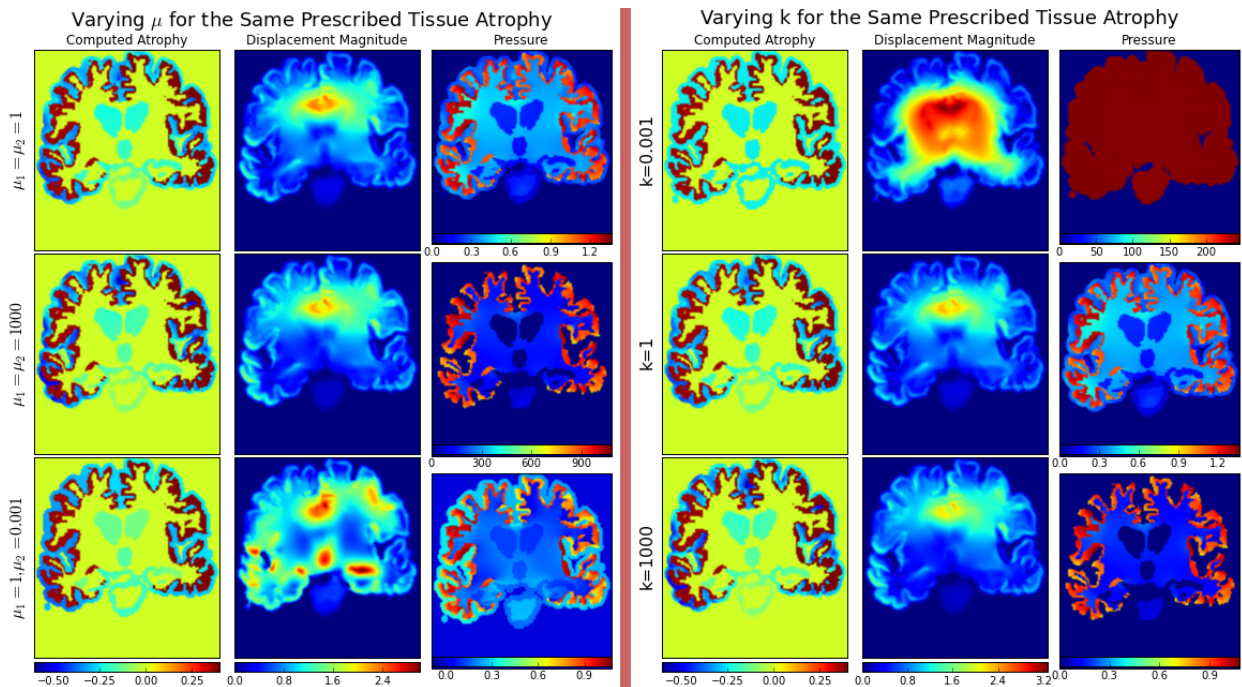 Varying μ for the Same Prescribed Tissue Atrophy
Computed Atrophy Displacement Magnitude Pressure
μ₁ = μ₂ = 1
0.0 0.3 0.6 0.9 1.2
μ₁ = μ₂ = 1000
0 300 600 900
μ₁ = 1, μ₂ = 0.001
−0.50 −0.25 0.00 0.25
0.0 0.8 1.6 2.4
0.0 0.3 0.6 0.9
Varying k for the Same Prescribed Tissue Atrophy
Computed Atrophy Displacement Magnitude Pressure
k=0.001
0 50 100 150 200
k=1
0.0 0.3 0.6 0.9 1.2
k=1000
−0.50 −0.25 0.00 0.25
0.0 0.8 1.6 2.4 3.2
0.0 0.3 0.6 0.9